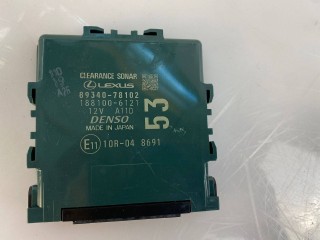 CLEARANCE SONAR
LEXUS
89340-78102
188100-6121
12V A11D
DENSO
MADE IN JAPAN
53
E11 10R-04 8691